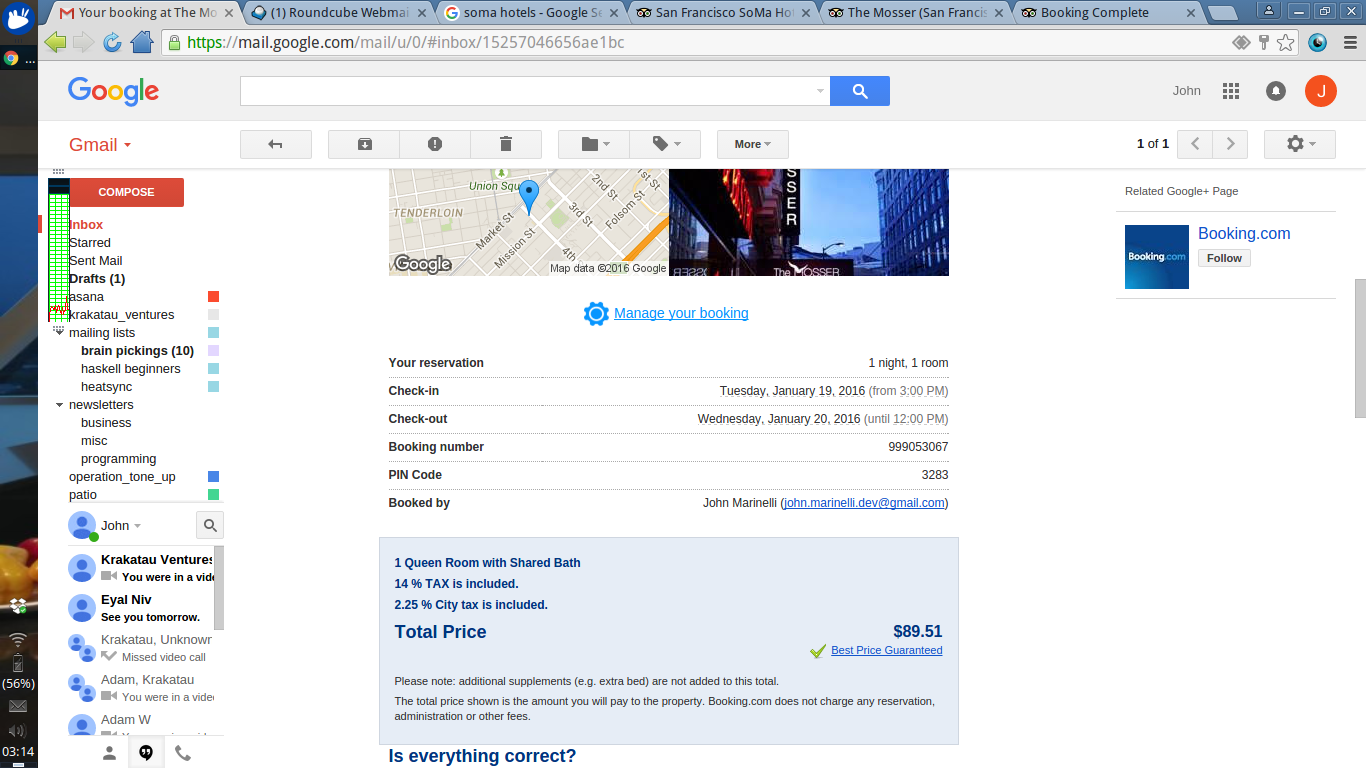 Your booking at The Mo
(1) Roundcube Webmai
soma hotels - Google Se
San Francisco SoMa Hot
The Mosser (San Francis
Booking Complete
https://mail.google.com/mail/u/0/#inbox/15257046656ae1bc
...
Google
John
J
Gmail
More
1 of 1
COMPOSE
Inbox
Starred
Sent Mail
Drafts (1)
asana
krakatau_ventures
mailing lists
brain pickings (10)
haskell beginners
heatsync
newsletters
business
misc
programming
operation_tone_up
patio
John
Krakatau Ventures
You were in a vide
Eyal Niv
See you tomorrow.
Krakatau, Unknown
Missed video call
Adam, Krakatau
You were in a video
Adam W
(56%)
03:14
Union Squ
TENDERLOIN
Market St
Mission St
2nd St
1st St
3rd St
Folsom St
4th
Google
Map data ©2016 Google
SSER
The MOSSER
Manage your booking
Your reservation 1 night, 1 room
Check-in Tuesday, January 19, 2016 (from 3:00 PM)
Check-out Wednesday, January 20, 2016 (until 12:00 PM)
Booking number 999053067
PIN Code 3283
Booked by John Marinelli (john.marinelli.dev@gmail.com)
1 Queen Room with Shared Bath
14 % TAX is included.
2.25 % City tax is included.
Total Price $89.51
Best Price Guaranteed
Please note: additional supplements (e.g. extra bed) are not added to this total.
The total price shown is the amount you will pay to the property. Booking.com does not charge any reservation,
administration or other fees.
Is everything correct?
Related Google+ Page
Booking.com
Booking.com
Follow